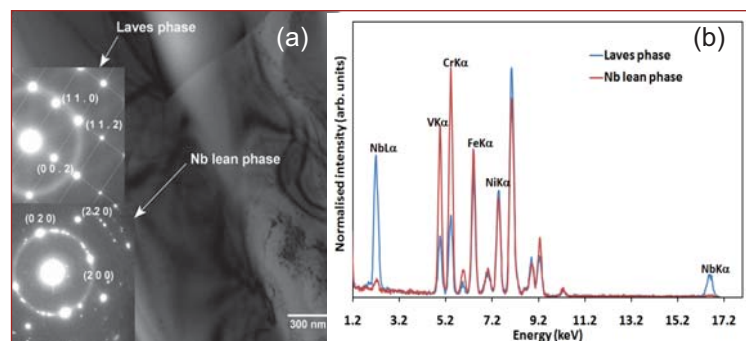 (a)
Laves phase
(1 1 . 0)
(1 1 . 2)
(0 0 . 2)
Nb lean phase
(0 2 0)
(2 2 0)
(2 0 0)
300 nm
(b)
Laves phase
Nb lean phase
Normalised intensity (arb. units)
NbLα
VKα
CrKα
FeKα
NiKα
NbKα
1.2 3.2 5.2 7.2 9.2 11.2 13.2 15.2 17.2
Energy (keV)